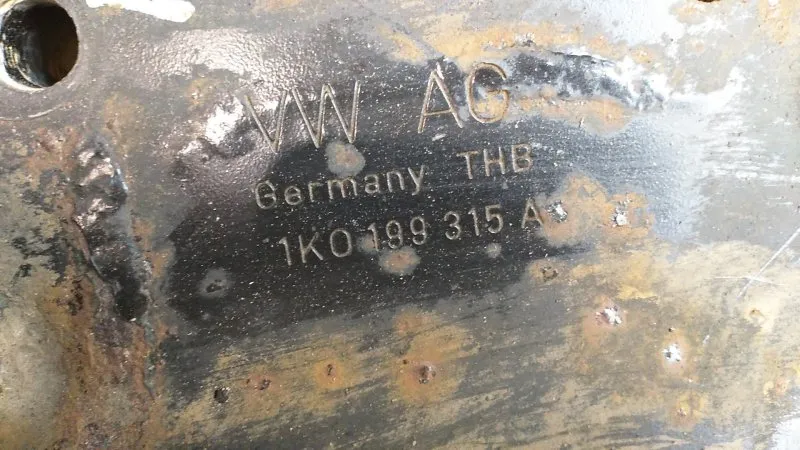 VW AG
Germany THB
1K0 199 315 A